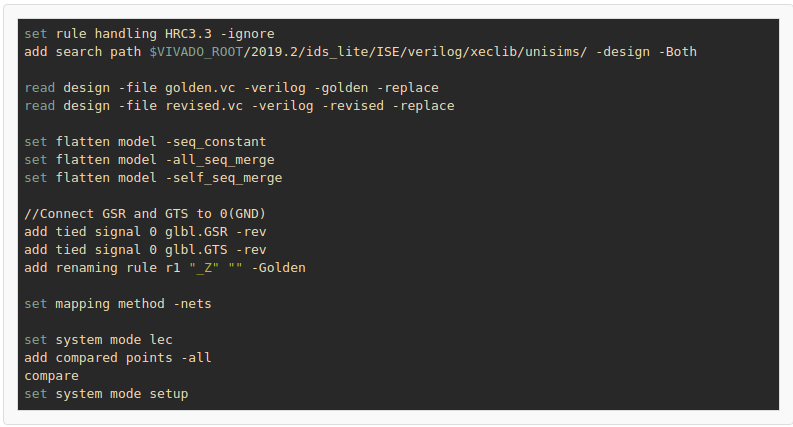 set rule handling HRC3.3 -ignore
add search path $VIVADO_ROOT/2019.2/ids_lite/ISE/verilog/xeclib/unisims/ -design -Both
read design -file golden.vc -verilog -golden -replace
read design -file revised.vc -verilog -revised -replace
set flatten model -seq_constant
set flatten model -all_seq_merge
set flatten model -self_seq_merge
//Connect GSR and GTS to 0(GND)
add tied signal 0 glbl.GSR -rev
add tied signal 0 glbl.GTS -rev
add renaming rule r1 "_Z" "" -Golden
set mapping method -nets
set system mode lec
add compared points -all
compare
set system mode setup